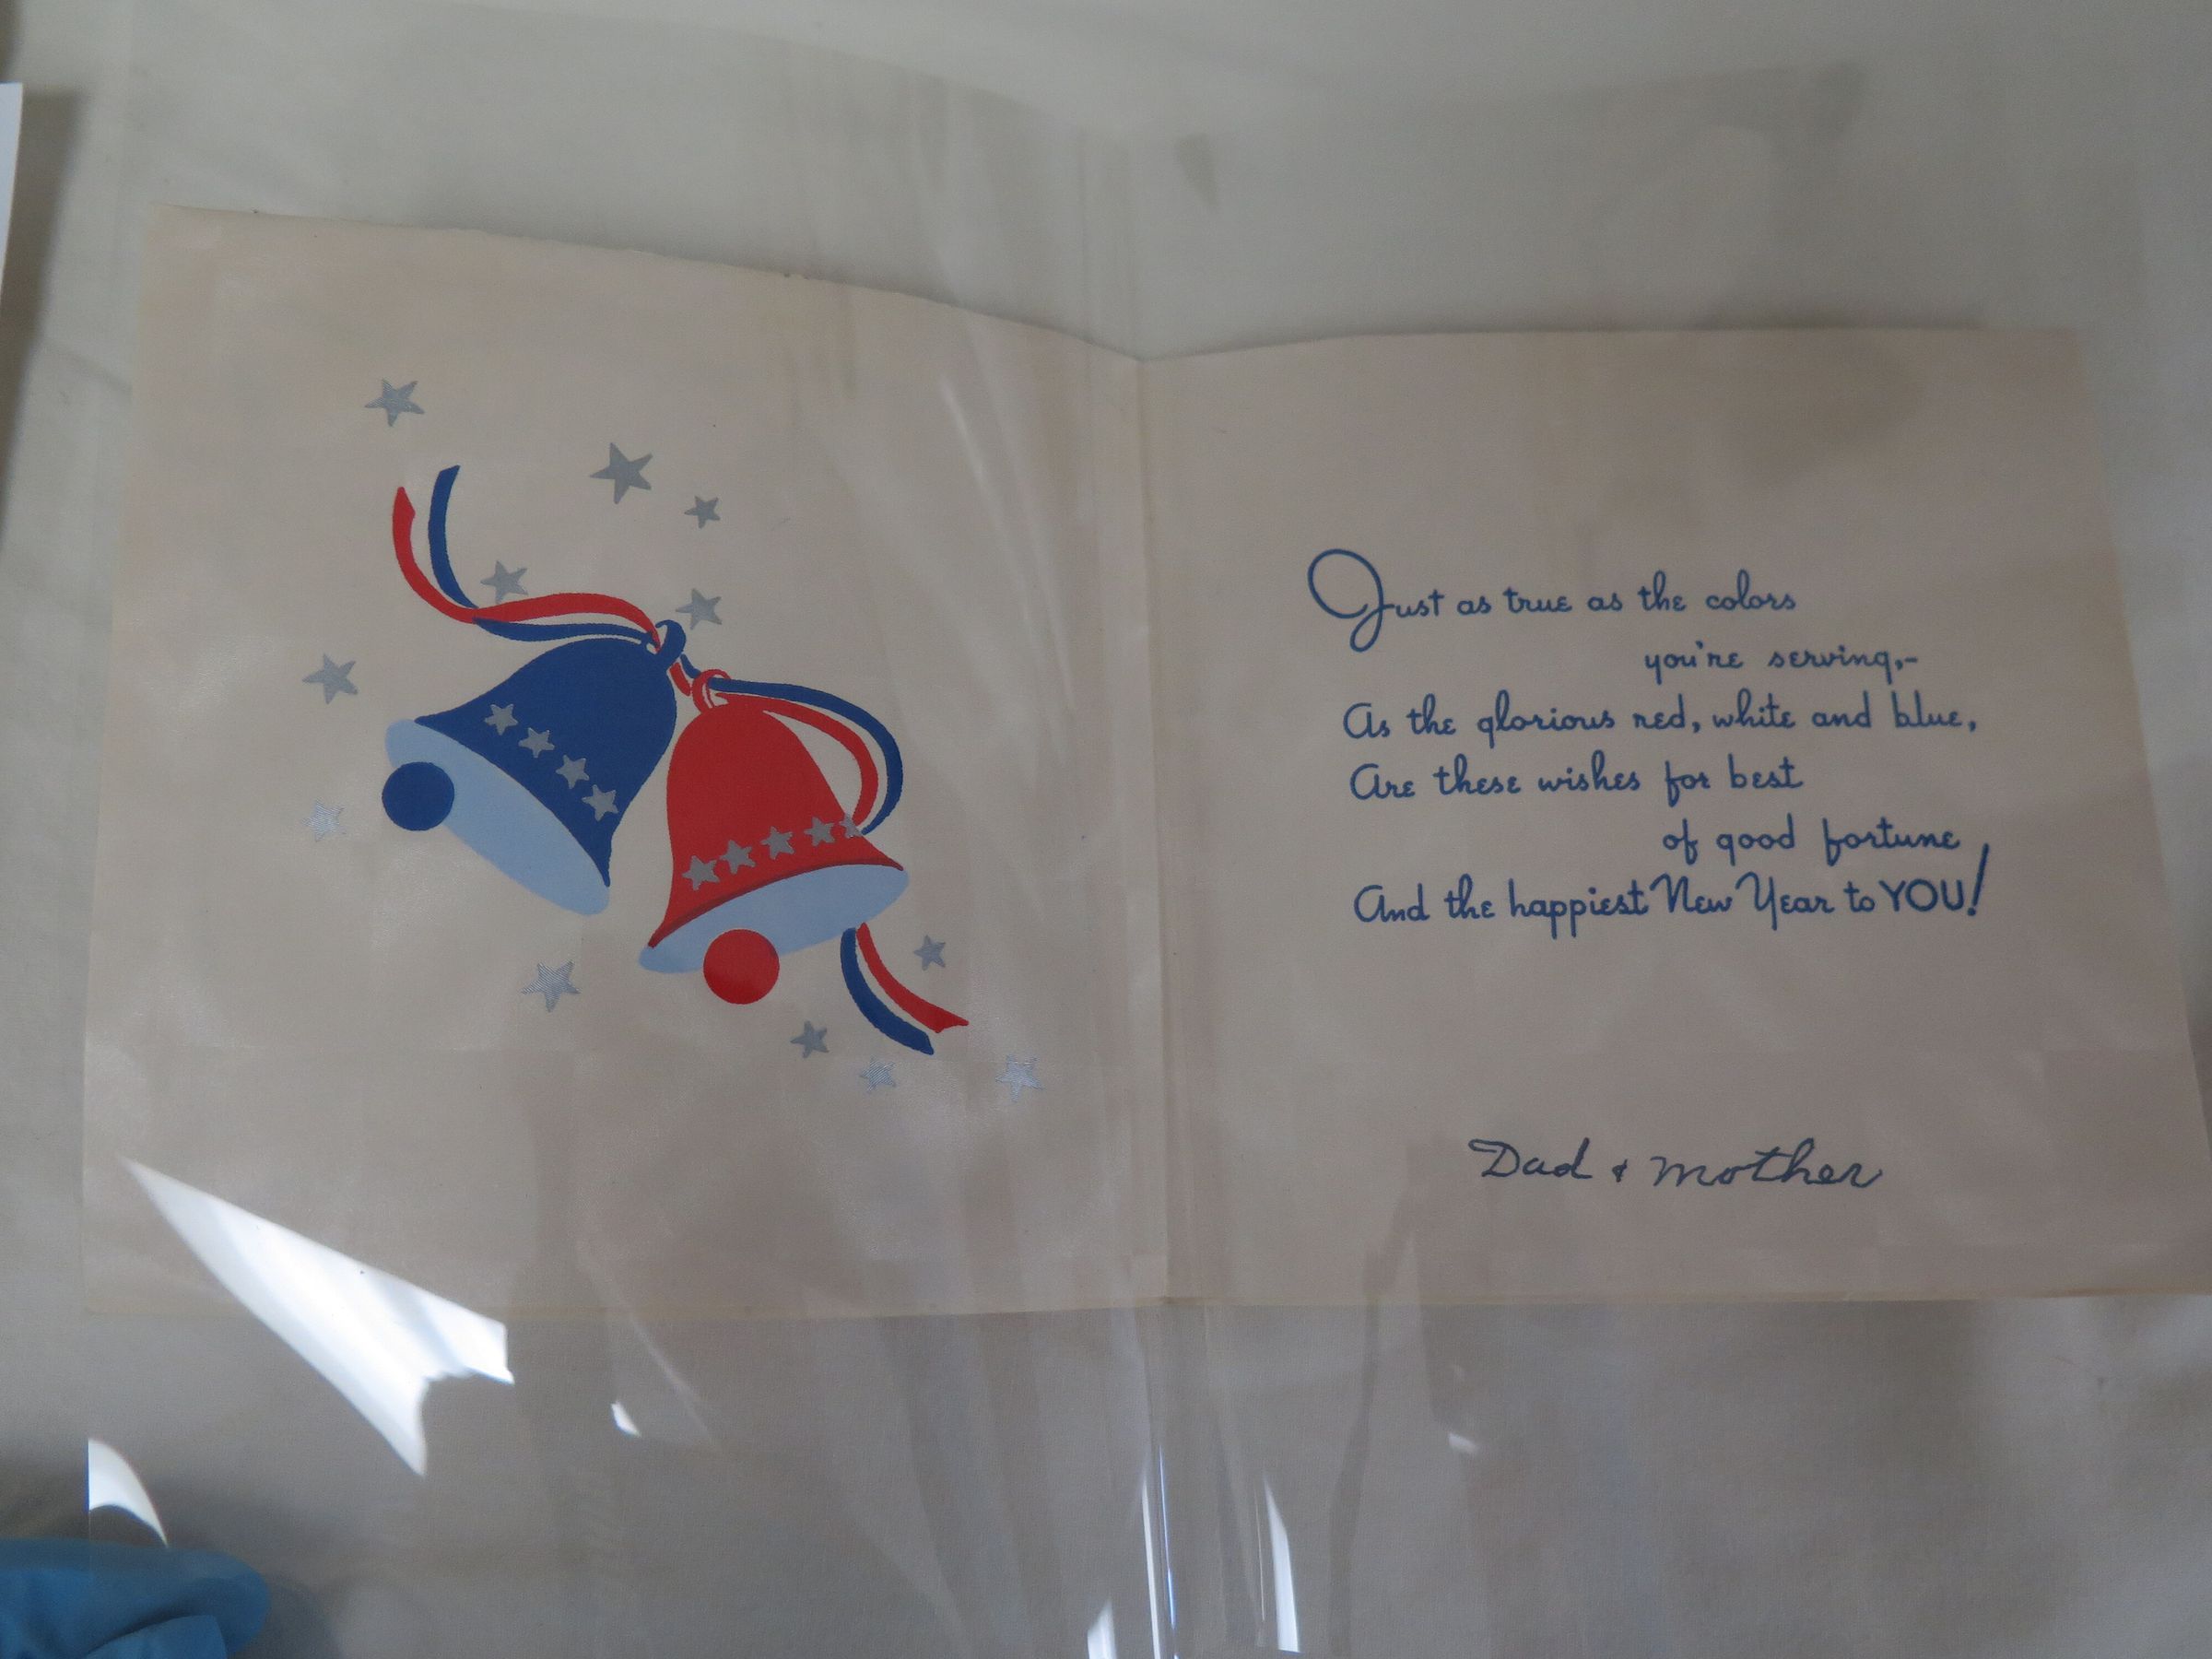 Just as true as the colors
you're serving,-
As the glorious red, white and blue,
Are these wishes for best
of good fortune
And the happiest New Year to YOU!
Dad & Mother